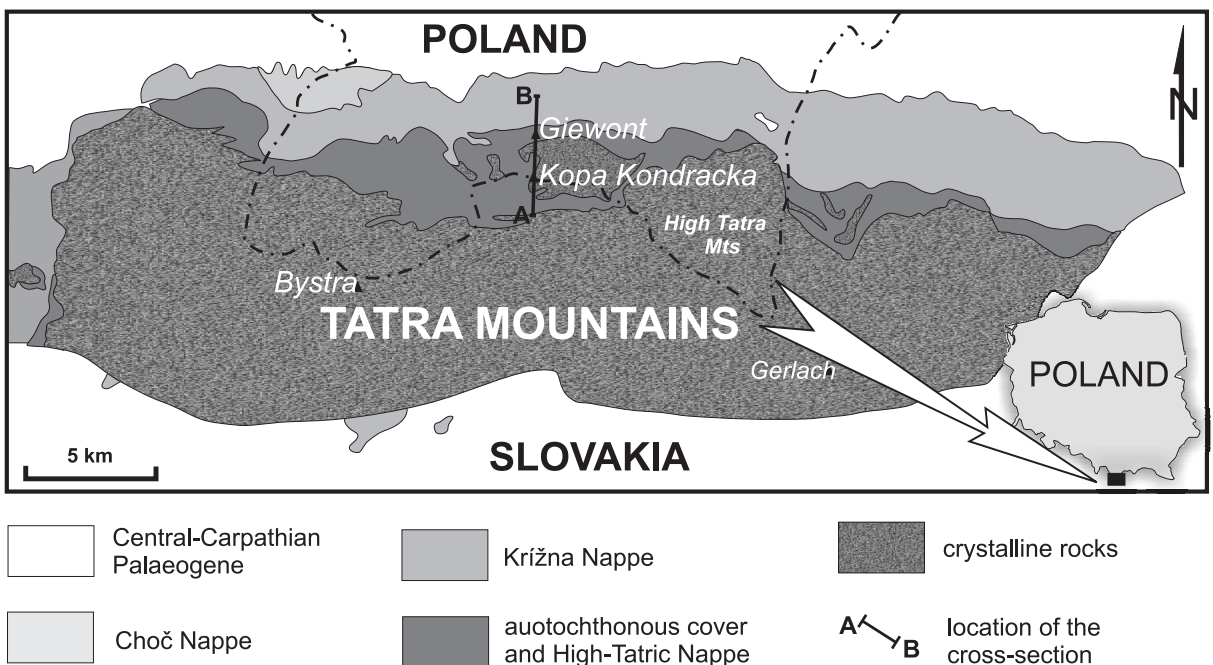 POLAND
N
B
Giewont
Kopa Kondracka
A
High Tatra
Mts
Bystra
TATRA MOUNTAINS
Gerlach
POLAND
5 km
SLOVAKIA
Central-Carpathian
Palaeogene
Krížna Nappe
crystalline rocks
Choč Nappe
auotochthonous cover
and High-Tatric Nappe
A
B
location of the
cross-section